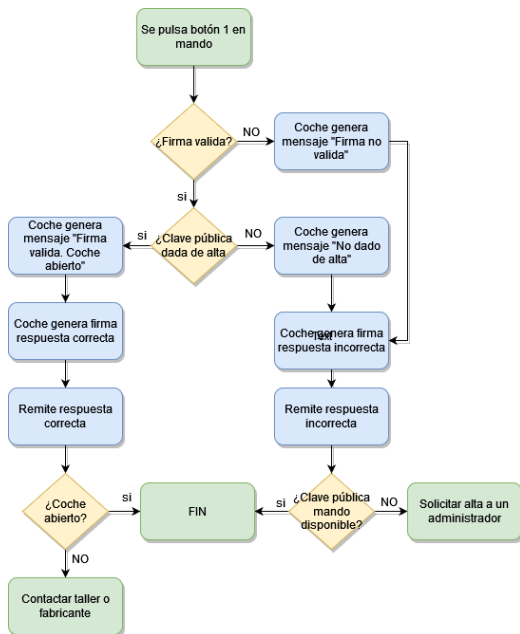 Se pulsa botón 1 en
mando
¿Firma valida?
NO
Coche genera
mensaje "Firma no
valida"
si
Coche genera
mensaje "Firma
valida. Coche
abierto"
si
¿Clave pública
dada de alta
NO
Coche genera
mensaje "No dado
de alta"
Coche genera firma
respuesta correcta
Coche genera firma
respuesta incorrecta
Text
Remite respuesta
correcta
Remite respuesta
incorrecta
¿Coche
abierto?
si
FIN
si
¿Clave pública
mando
disponible?
NO
Solicitar alta a un
administrador
NO
Contactar taller o
fabricante